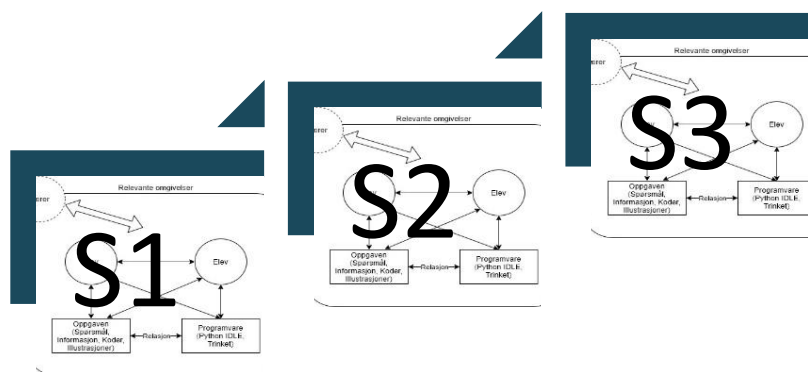 Relevante omgivelser
S1
Elev
Oppgaven
(Spørsmål,
Informasjon, Koder,
Illustrasjoner)
Relasjon
Programvare
(Python IDLE,
Trinket)
Relevante omgivelser
S2
Elev
Oppgaven
(Spørsmål,
Informasjon, Koder,
Illustrasjoner)
Relasjon
Programvare
(Python IDLE,
Trinket)
Relevante omgivelser
S3
Elev
Oppgaven
(Spørsmål,
Informasjon, Koder,
Illustrasjoner)
Relasjon
Programvare
(Python IDLE,
Trinket)